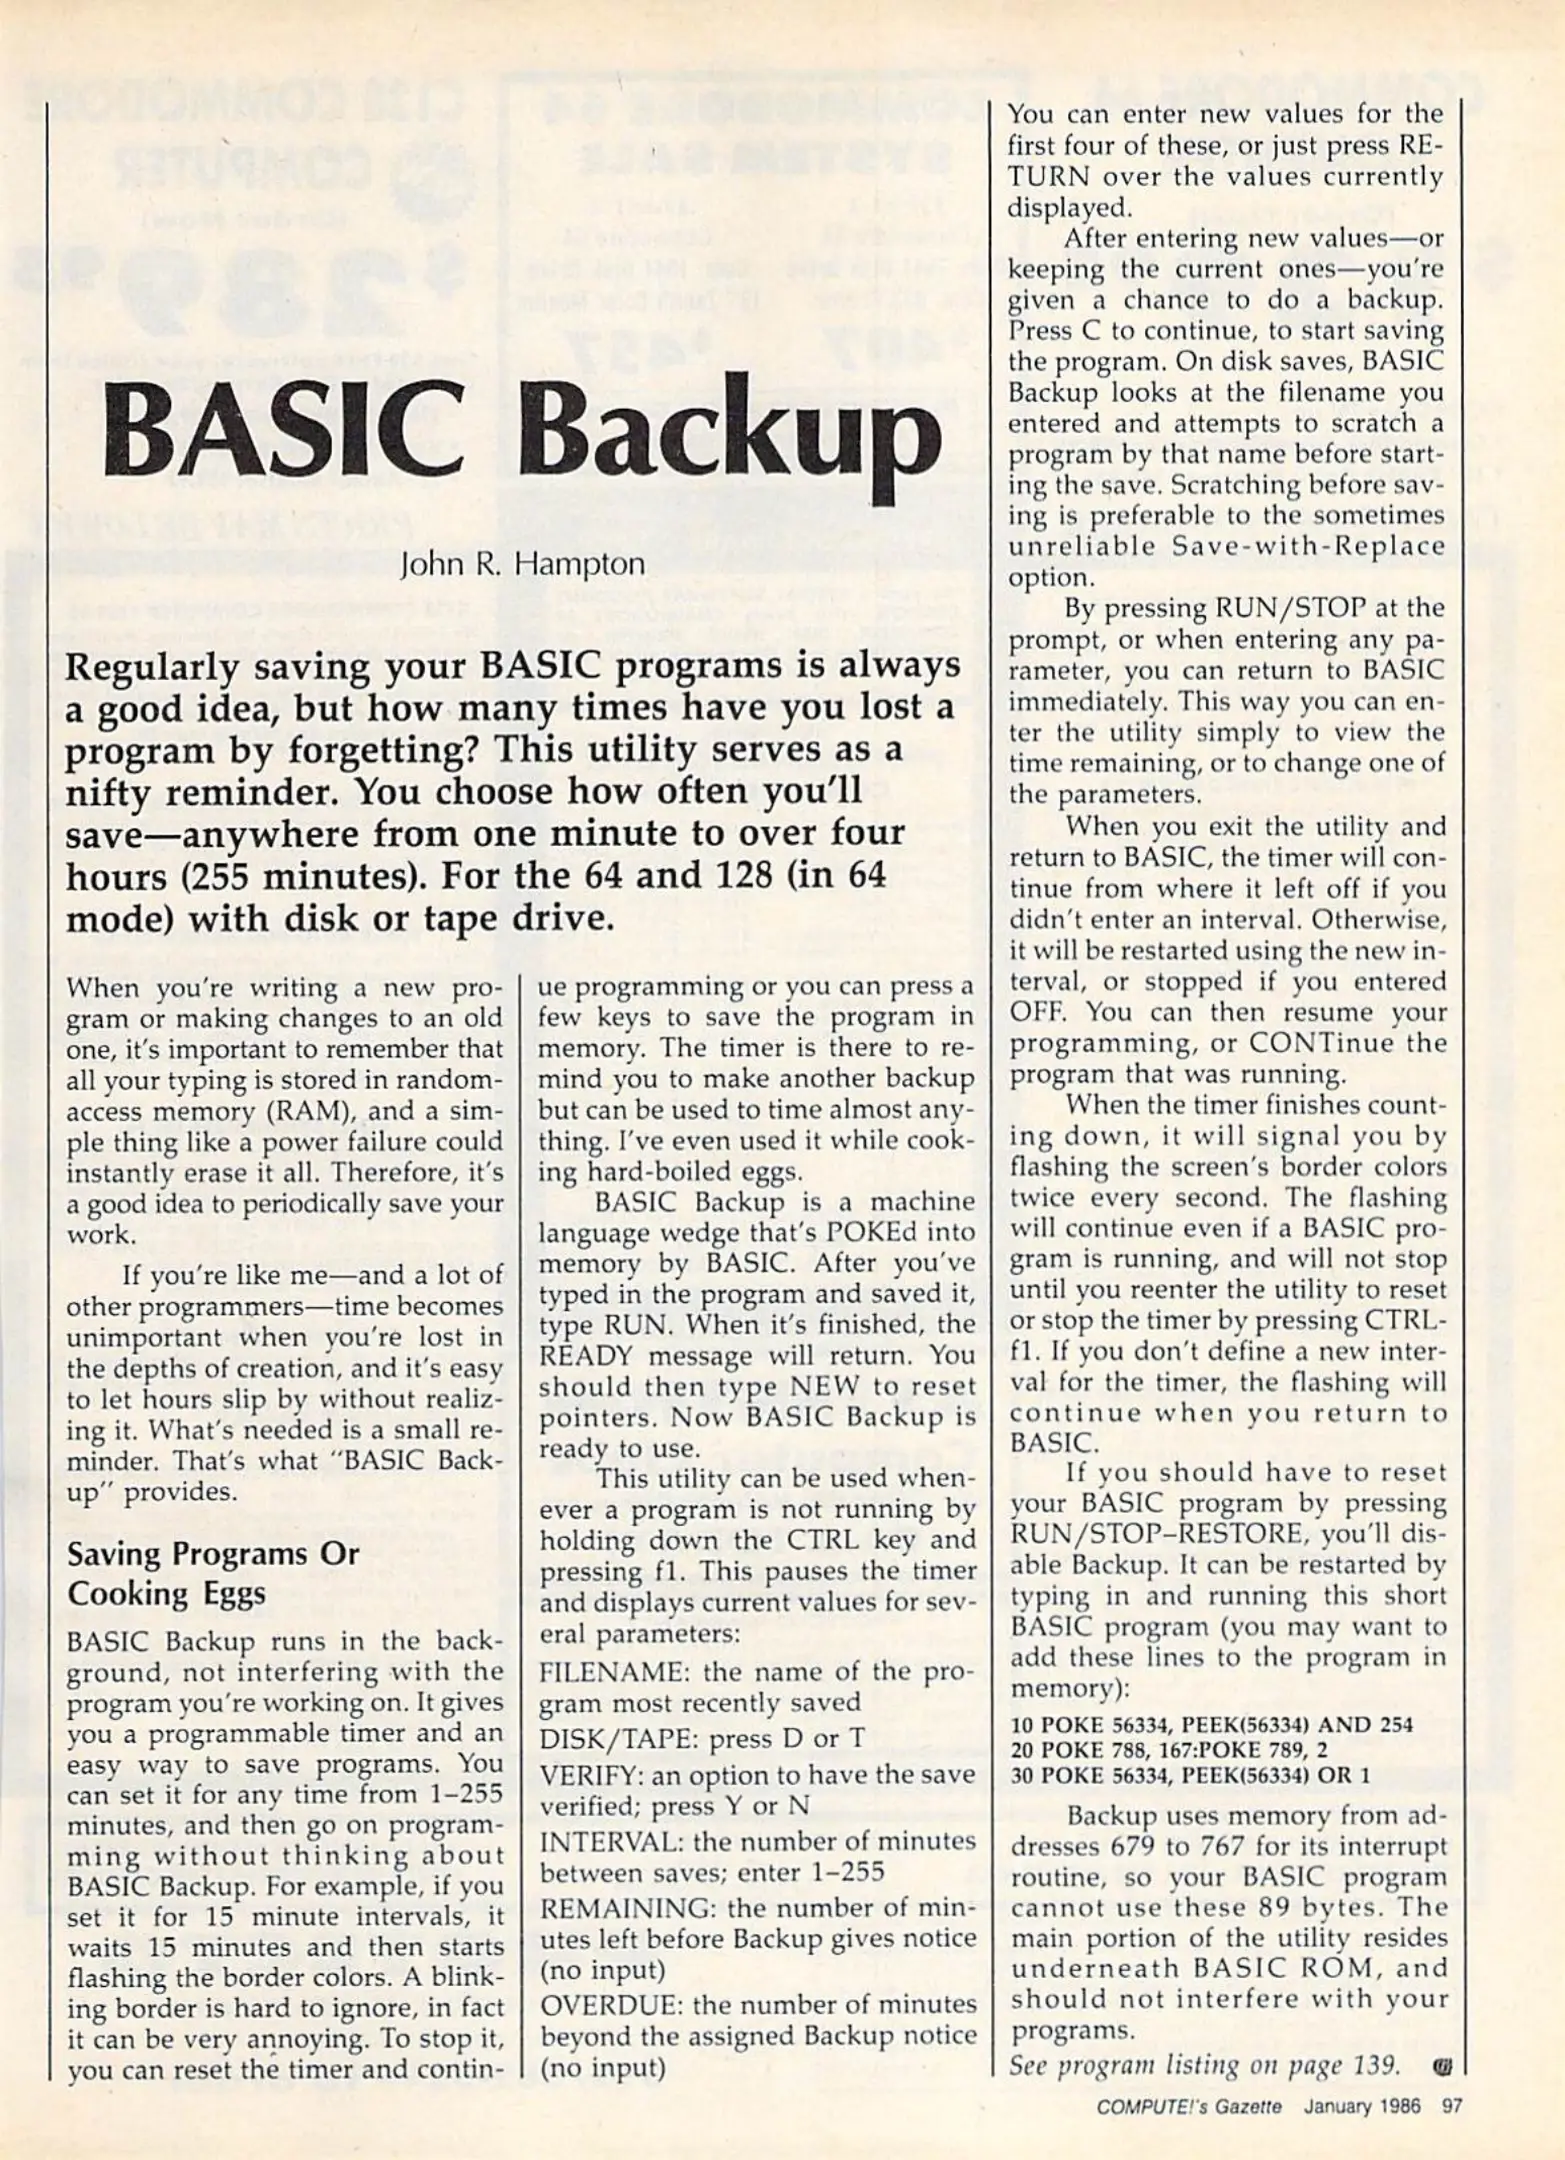 BASIC Backup
John R. Hampton
Regularly saving your BASIC programs is always
a good idea, but how many times have you lost a
program by forgetting? This utility serves as a
nifty reminder. You choose how often you'll
save—anywhere from one minute to over four
hours (255 minutes). For the 64 and 128 (in 64
mode) with disk or tape drive.
When you're writing a new pro-
gram or making changes to an old
one, it's important to remember that
all your typing is stored in random-
access memory (RAM), and a sim-
ple thing like a power failure could
instantly erase it all. Therefore, it's
a good idea to periodically save your
work.
If you're like me—and a lot of
other programmers—time becomes
unimportant when you're lost in
the depths of creation, and it's easy
to let hours slip by without realiz-
ing it. What's needed is a small re-
minder. That's what "BASIC Back-
up" provides.
Saving Programs Or
Cooking Eggs
BASIC Backup runs in the back-
ground, not interfering with the
program you're working on. It gives
you a programmable timer and an
easy way to save programs. You
can set it for any time from 1–255
minutes, and then go on program-
ming without thinking about
BASIC Backup. For example, if you
set it for 15 minute intervals, it
waits 15 minutes and then starts
flashing the border colors. A blink-
ing border is hard to ignore, in fact
it can be very annoying. To stop it,
you can reset the timer and contin-
ue programming or you can press a
few keys to save the program in
memory. The timer is there to re-
mind you to make another backup
but can be used to time almost any-
thing. I've even used it while cook-
ing hard-boiled eggs.
BASIC Backup is a machine
language wedge that's POKEd into
memory by BASIC. After you've
typed in the program and saved it,
type RUN. When it's finished, the
READY message will return. You
should then type NEW to reset
pointers. Now BASIC Backup is
ready to use.
This utility can be used when-
ever a program is not running by
holding down the CTRL key and
pressing f1. This pauses the timer
and displays current values for sev-
eral parameters:
FILENAME: the name of the pro-
gram most recently saved
DISK/TAPE: press D or T
VERIFY: an option to have the save
verified; press Y or N
INTERVAL: the number of minutes
between saves; enter 1–255
REMAINING: the number of min-
utes left before Backup gives notice
(no input)
OVERDUE: the number of minutes
beyond the assigned Backup notice
(no input)
You can enter new values for the
first four of these, or just press RE-
TURN over the values currently
displayed.
After entering new values—or
keeping the current ones—you're
given a chance to do a backup.
Press C to continue, to start saving
the program. On disk saves, BASIC
Backup looks at the filename you
entered and attempts to scratch a
program by that name before start-
ing the save. Scratching before sav-
ing is preferable to the sometimes
unreliable Save-with-Replace
option.
By pressing RUN/STOP at the
prompt, or when entering any pa-
rameter, you can return to BASIC
immediately. This way you can en-
ter the utility simply to view the
time remaining, or to change one of
the parameters.
When you exit the utility and
return to BASIC, the timer will con-
tinue from where it left off if you
didn't enter an interval. Otherwise,
it will be restarted using the new in-
terval, or stopped if you entered
OFF. You can then resume your
programming, or CONTinue the
program that was running.
When the timer finishes count-
ing down, it will signal you by
flashing the screen's border colors
twice every second. The flashing
will continue even if a BASIC pro-
gram is running, and will not stop
until you reenter the utility to reset
or stop the timer by pressing CTRL-
f1. If you don't define a new inter-
val for the timer, the flashing will
continue when you return to
BASIC.
If you should have to reset
your BASIC program by pressing
RUN/STOP–RESTORE, you'll dis-
able Backup. It can be restarted by
typing in and running this short
BASIC program (you may want to
add these lines to the program in
memory):
10 POKE 56334, PEEK(56334) AND 254
20 POKE 788, 167:POKE 789, 2
30 POKE 56334, PEEK(56334) OR 1
Backup uses memory from ad-
dresses 679 to 767 for its interrupt
routine, so your BASIC program
cannot use these 89 bytes. The
main portion of the utility resides
underneath BASIC ROM, and
should not interfere with your
programs.
See program listing on page 139.
COMPUTE!'s Gazette January 1986 97